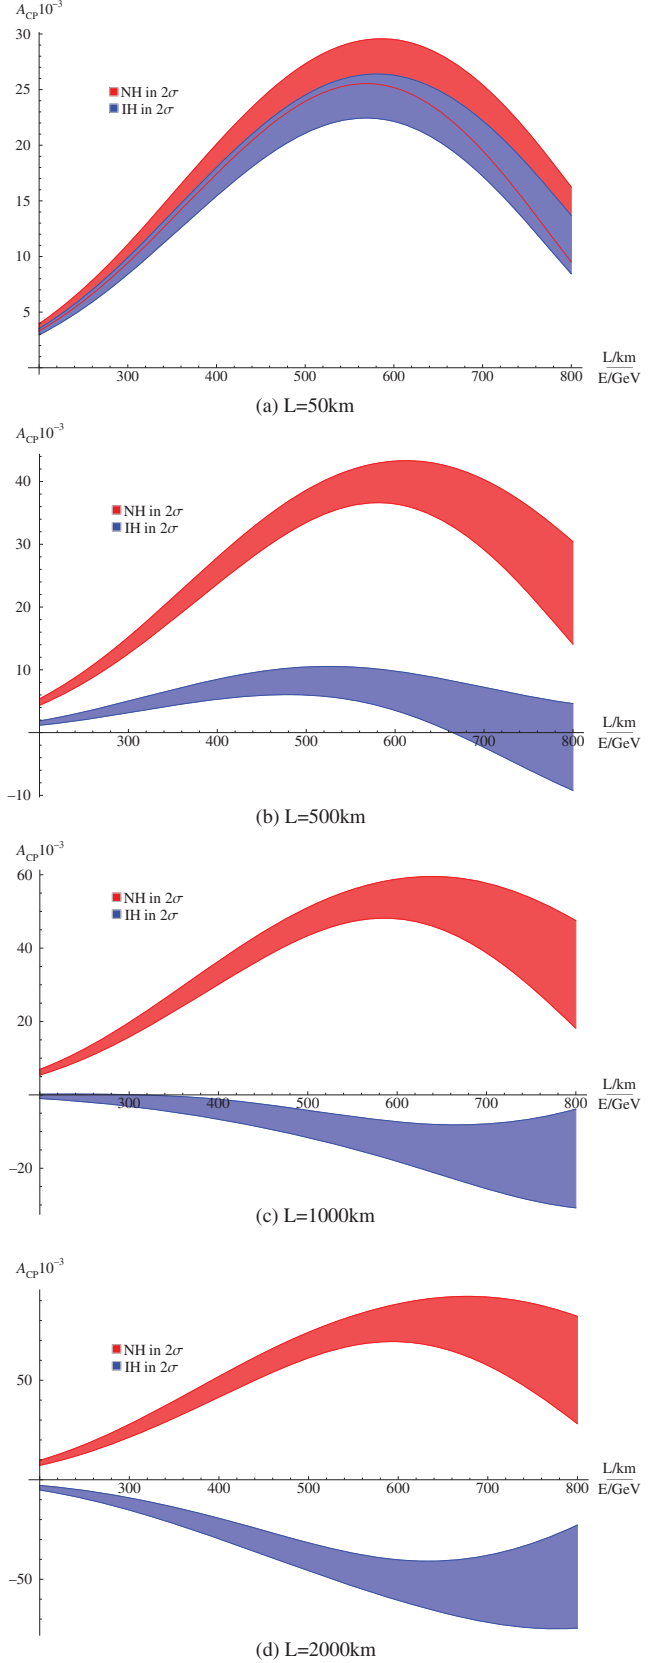 A_CP 10^−3
30
25
20
15
10
5
NH in 2σ
IH in 2σ
300 400 500 600 700 800
L/km
E/GeV
(a) L=50km
A_CP 10^−3
40
30
20
10
−10
NH in 2σ
IH in 2σ
300 400 500 600 700 800
L/km
E/GeV
(b) L=500km
A_CP 10^−3
60
40
20
−20
NH in 2σ
IH in 2σ
300 400 500 600 700 800
L/km
E/GeV
(c) L=1000km
A_CP 10^−3
50
−50
NH in 2σ
IH in 2σ
300 400 500 600 700 800
L/km
E/GeV
(d) L=2000km